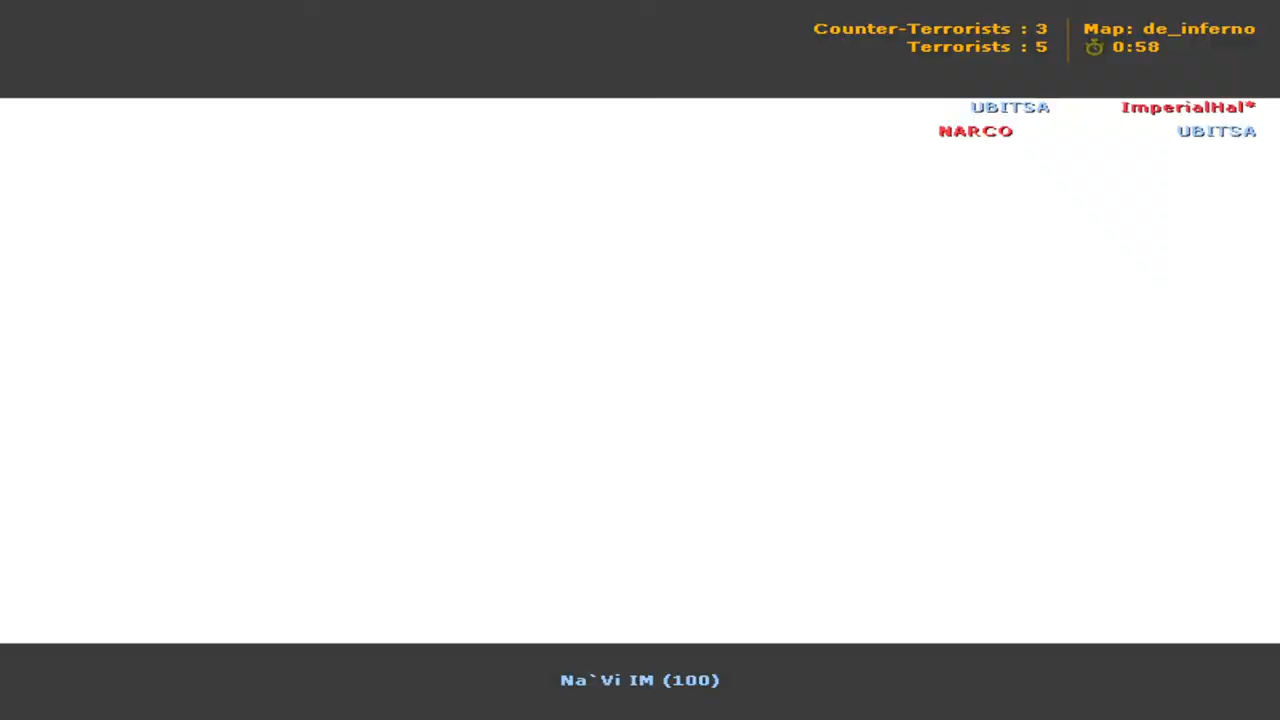 Counter-Terrorists : 3
Terrorists : 5
Map: de_inferno
0:58
UBITSA ImperialHal*
NARCO UBITSA
Na`Vi IM (100)